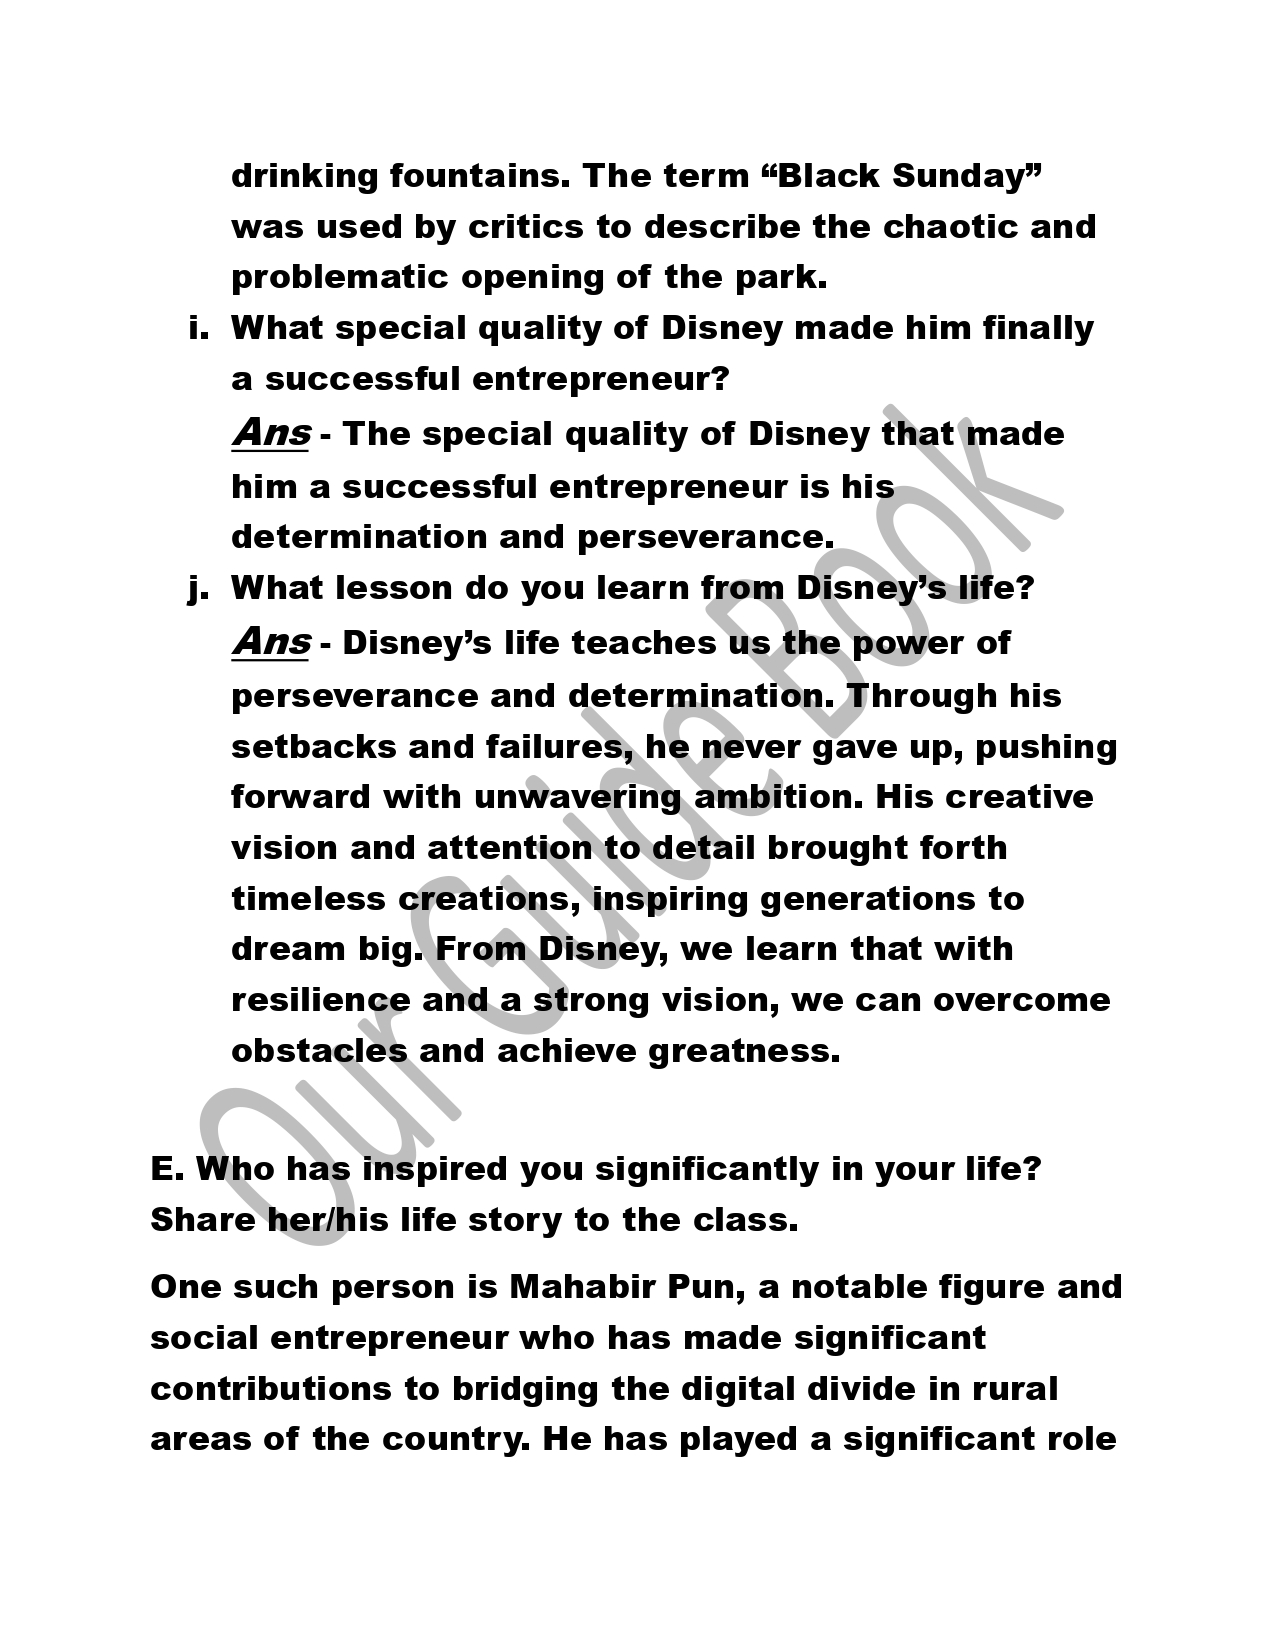 drinking fountains. The term “Black Sunday”
was used by critics to describe the chaotic and
problematic opening of the park.
i. What special quality of Disney made him finally
a successful entrepreneur?
Ans - The special quality of Disney that made
him a successful entrepreneur is his
determination and perseverance.
j. What lesson do you learn from Disney’s life?
Ans - Disney’s life teaches us the power of
perseverance and determination. Through his
setbacks and failures, he never gave up, pushing
forward with unwavering ambition. His creative
vision and attention to detail brought forth
timeless creations, inspiring generations to
dream big. From Disney, we learn that with
resilience and a strong vision, we can overcome
obstacles and achieve greatness.
E. Who has inspired you significantly in your life?
Share her/his life story to the class.
One such person is Mahabir Pun, a notable figure and
social entrepreneur who has made significant
contributions to bridging the digital divide in rural
areas of the country. He has played a significant role
Our Guide Book